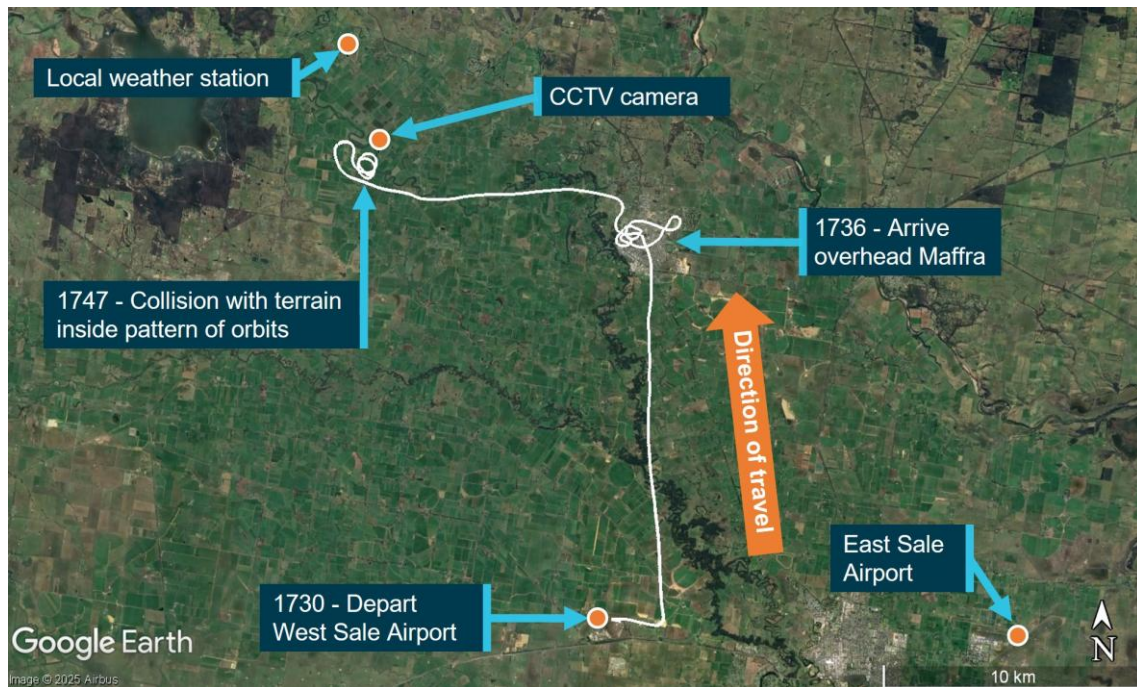 Local weather station
CCTV camera
1736 - Arrive
overhead Maffra
1747 - Collision with terrain
inside pattern of orbits
Direction of travel
East Sale
Airport
1730 - Depart
West Sale Airport
N
Google Earth
10 km
Image © 2025 Airbus